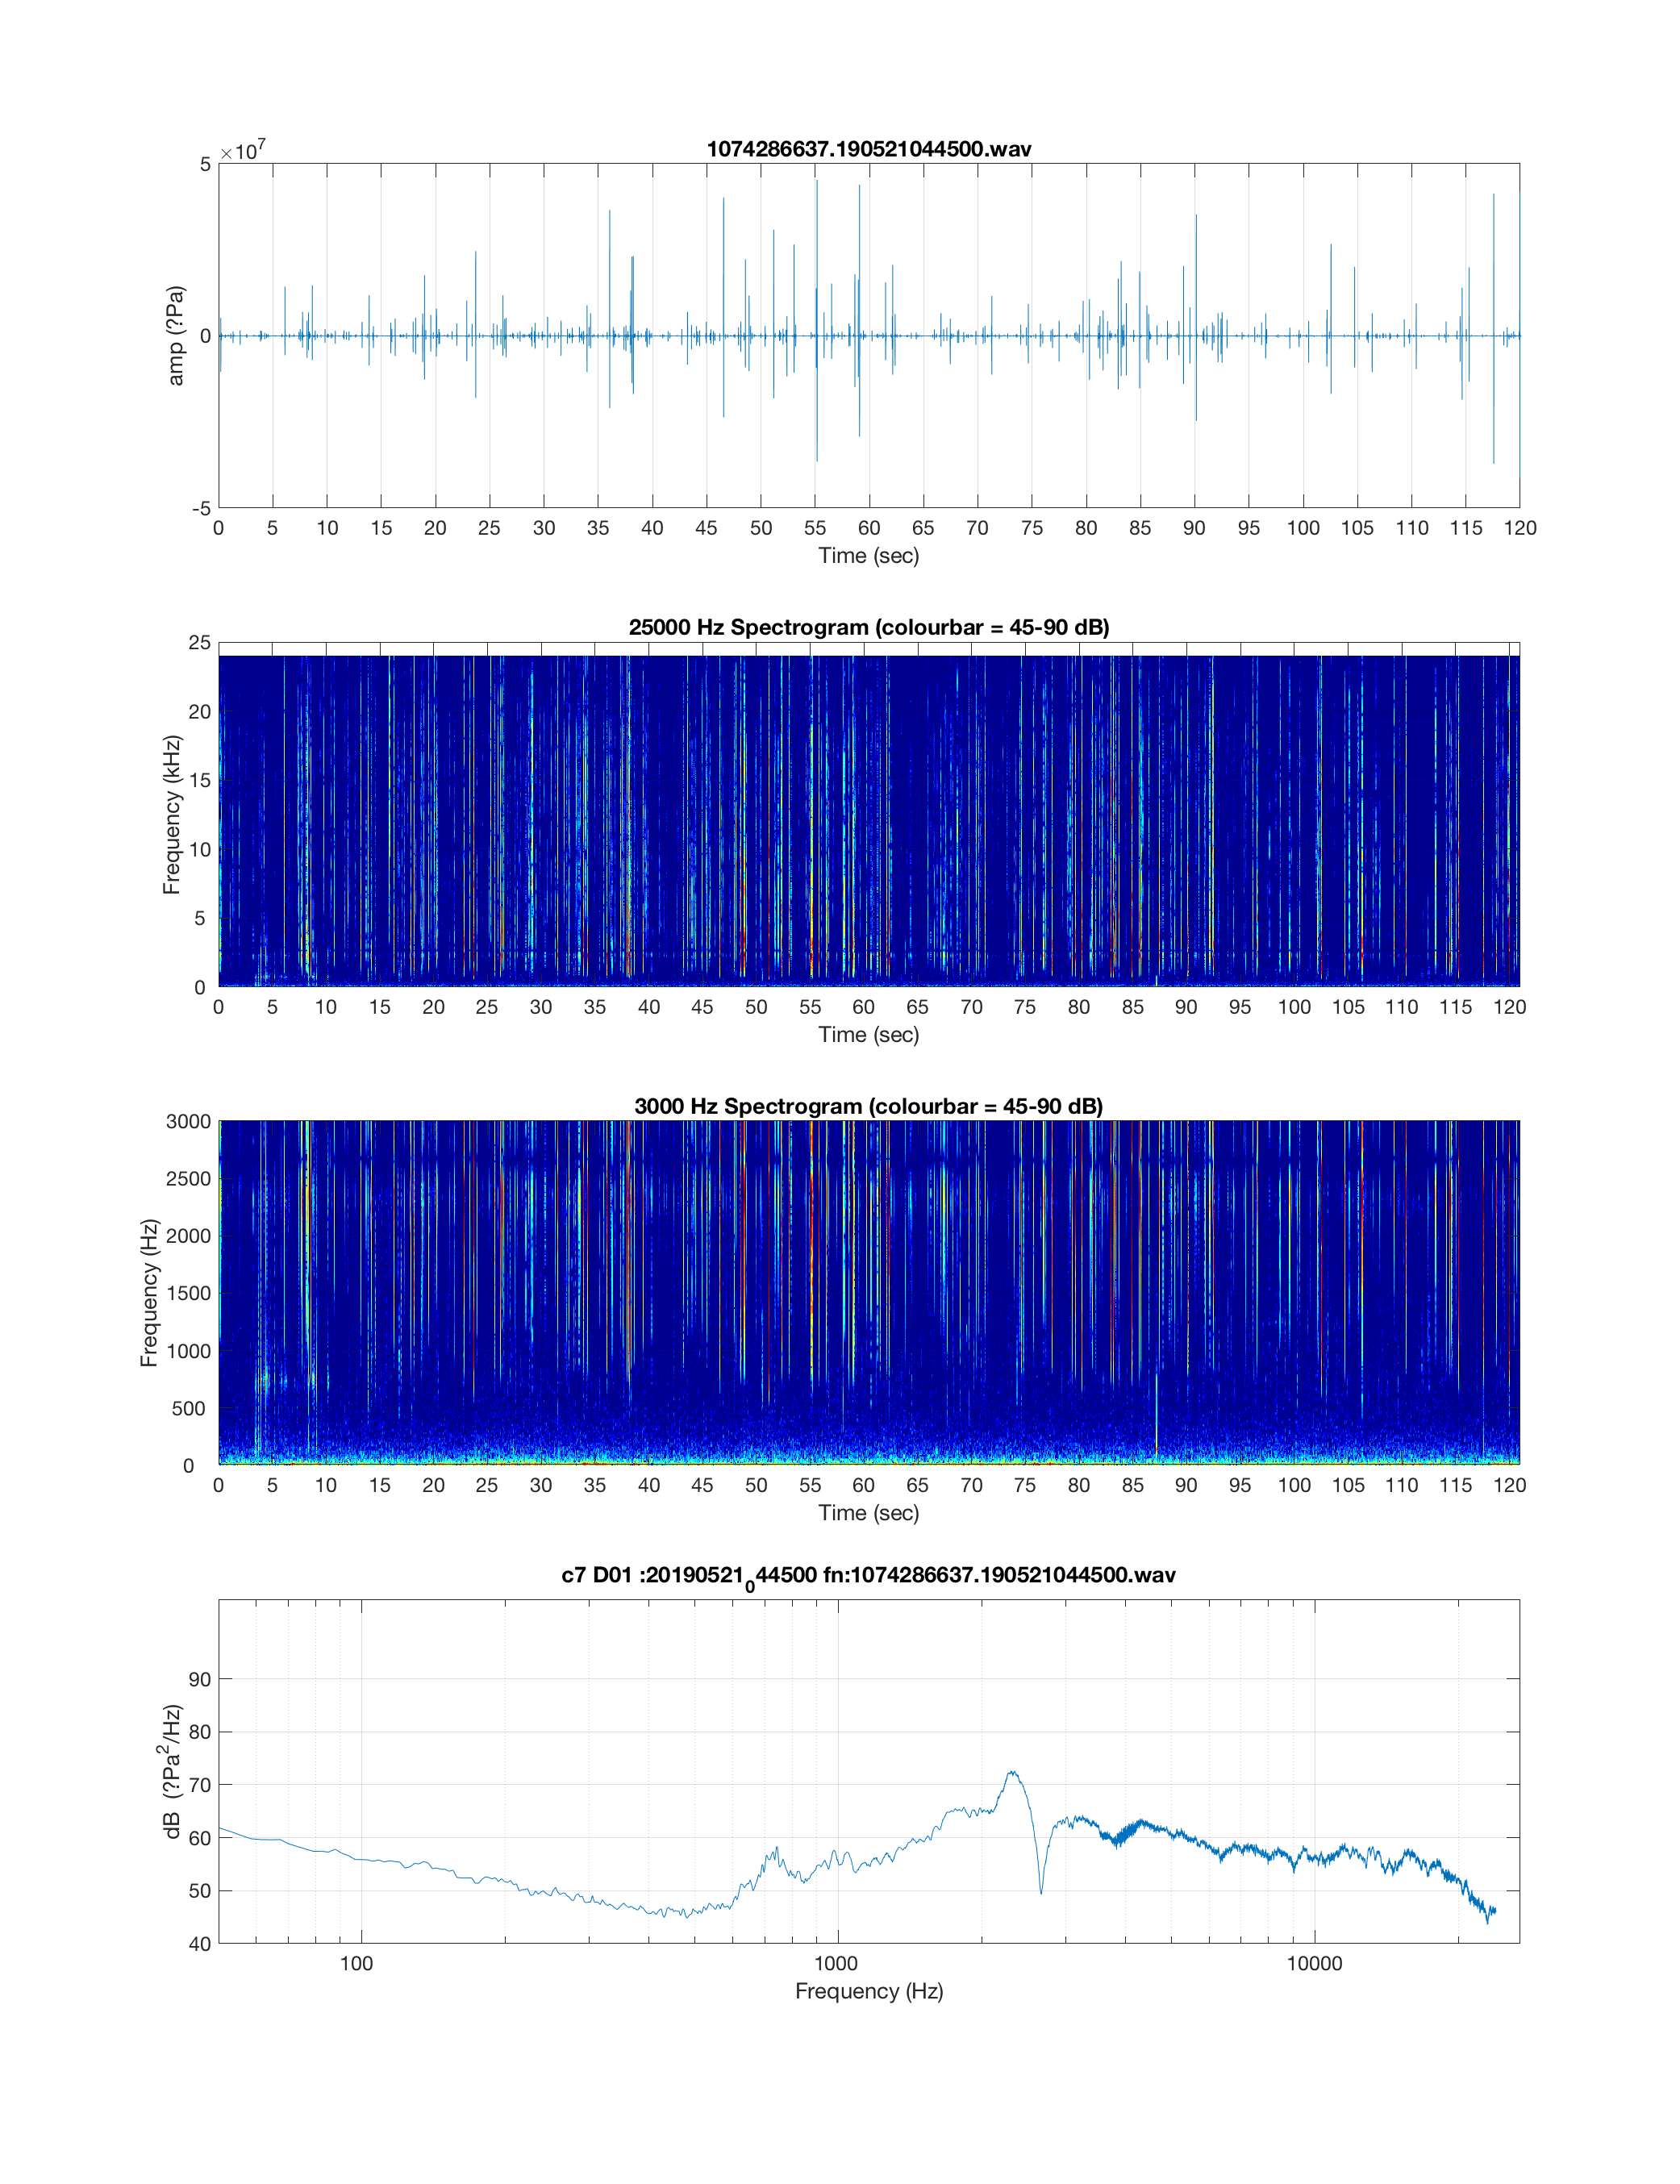 1074286637.190521044500.wav
×10^7
5
0
-5
amp (?Pa)
0 5 10 15 20 25 30 35 40 45 50 55 60 65 70 75 80 85 90 95 100 105 110 115 120
Time (sec)
25000 Hz Spectrogram (colourbar = 45-90 dB)
25
20
15
10
5
0
Frequency (kHz)
0 5 10 15 20 25 30 35 40 45 50 55 60 65 70 75 80 85 90 95 100 105 110 115 120
Time (sec)
3000 Hz Spectrogram (colourbar = 45-90 dB)
3000
2500
2000
1500
1000
500
0
Frequency (Hz)
0 5 10 15 20 25 30 35 40 45 50 55 60 65 70 75 80 85 90 95 100 105 110 115 120
Time (sec)
c7 D01 :20190521_044500 fn:1074286637.190521044500.wav
90
80
70
60
50
40
dB (?Pa^2/Hz)
100 1000 10000
Frequency (Hz)